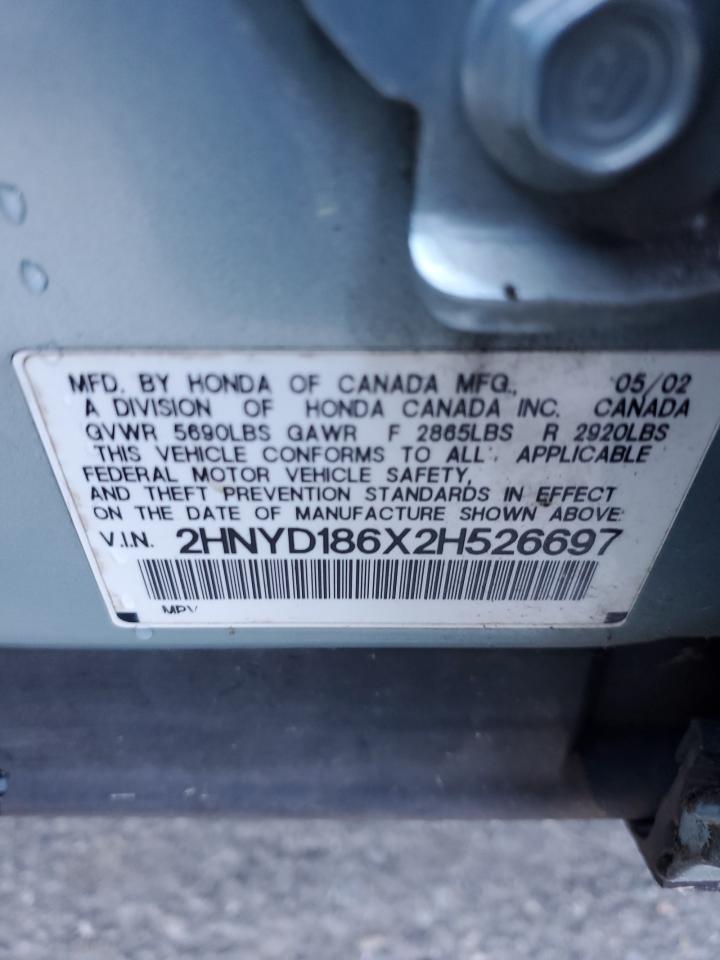 MFD. BY HONDA OF CANADA MFG., 05/02
A DIVISION OF HONDA CANADA INC. CANADA
GVWR 5690LBS GAWR F 2865LBS R 2920LBS
THIS VEHICLE CONFORMS TO ALL APPLICABLE
FEDERAL MOTOR VEHICLE SAFETY,
AND THEFT PREVENTION STANDARDS IN EFFECT
ON THE DATE OF MANUFACTURE SHOWN ABOVE.
V.I.N. 2HNYD186X2H526697
MPV